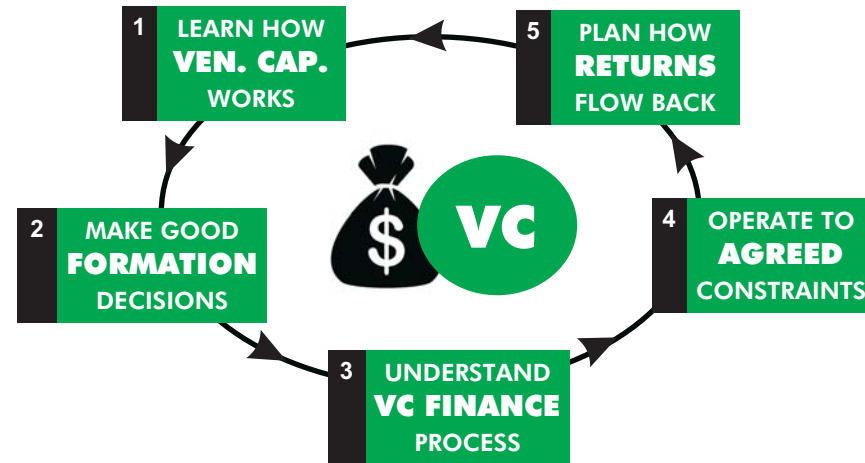 1
LEARN HOW
VEN. CAP.
WORKS
5
PLAN HOW
RETURNS
FLOW BACK
2
MAKE GOOD
FORMATION
DECISIONS
$
VC
4
OPERATE TO
AGREED
CONSTRAINTS
3
UNDERSTAND
VC FINANCE
PROCESS